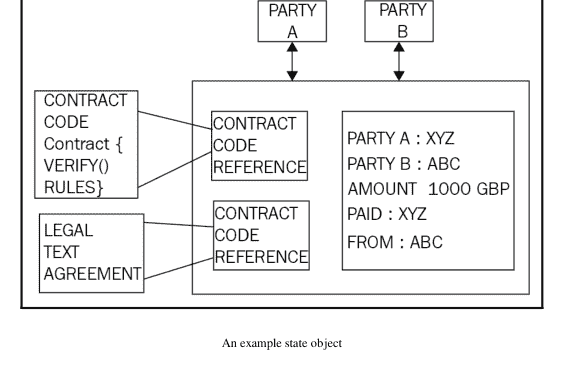 PARTY
A
PARTY
B
CONTRACT
CODE
Contract {
VERIFY()
RULES}
CONTRACT
CODE
REFERENCE
PARTY A : XYZ
PARTY B : ABC
AMOUNT 1000 GBP
PAID : XYZ
FROM : ABC
LEGAL
TEXT
AGREEMENT
CONTRACT
CODE
REFERENCE
An example state object